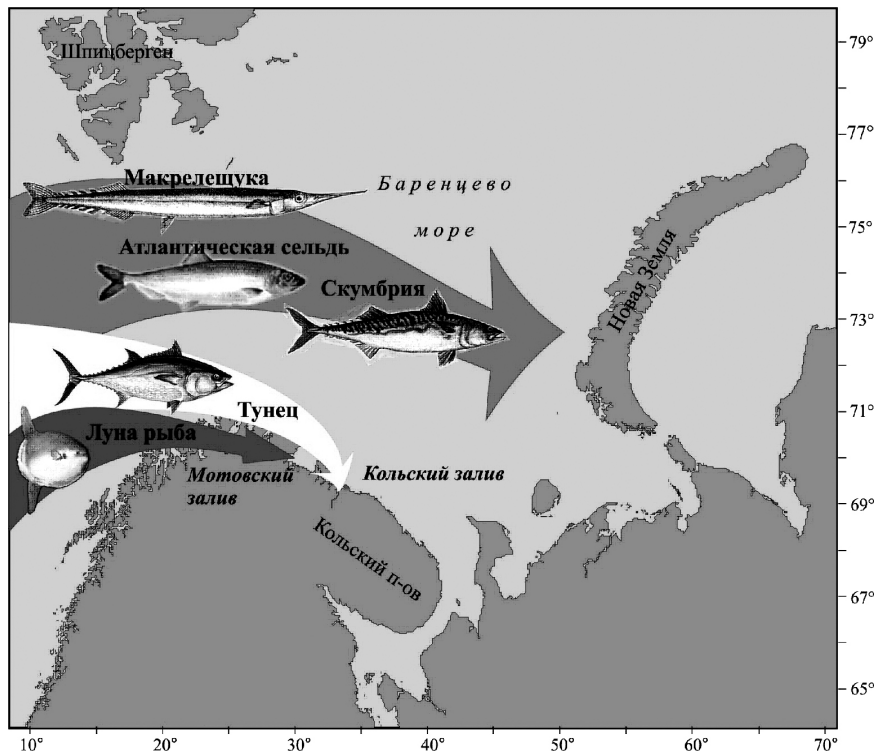 Шпицберген
79°
77°
Макрелещука
Баренцево
море
75°
Атлантическая сельдь
Скумбрия
Новая Земля
73°
Тунец
71°
Луна рыба
Мотовский
залив
Кольский залив
69°
Кольский п-ов
67°
65°
10°
20°
30°
40°
50°
60°
70°